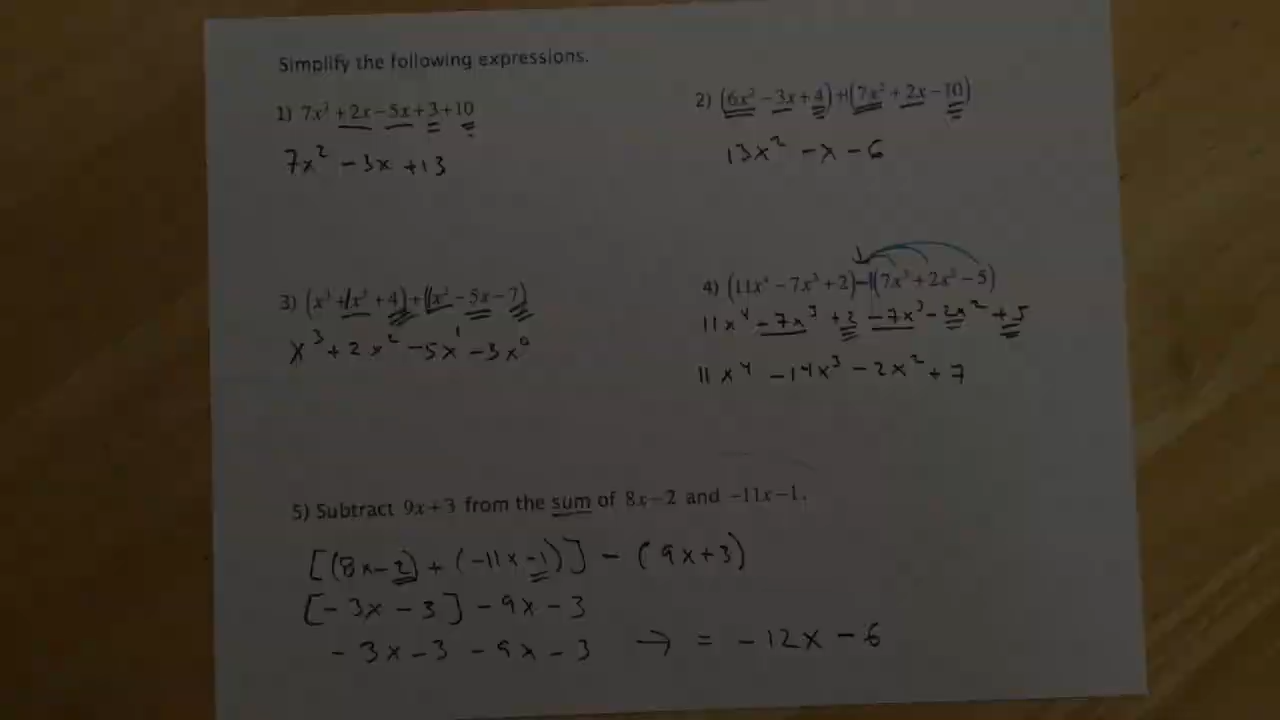 Simplify the following expressions.
1) 7x² + 2x − 5x + 3 + 10
7x² − 3x + 13
2) (6x² − 3x + 4) + (7x² + 2x − 10)
13x² − x − 6
3) (x³ + 1x² + 4) + (1x² − 5x − 7)
x³ + 2x² − 5x¹ − 3x⁰
4) (11x⁴ − 7x³ + 2) − 1(7x³ + 2x² − 5)
11x⁴ − 7x³ + 2 − 7x³ − 2x² + 5
11x⁴ − 14x³ − 2x² + 7
5) Subtract 9x + 3 from the sum of 8x − 2 and −11x − 1.
[(8x − 2) + (−11x − 1)] − (9x + 3)
[− 3x − 3] − 9x − 3
− 3x − 3 − 9x − 3 → = − 12x − 6